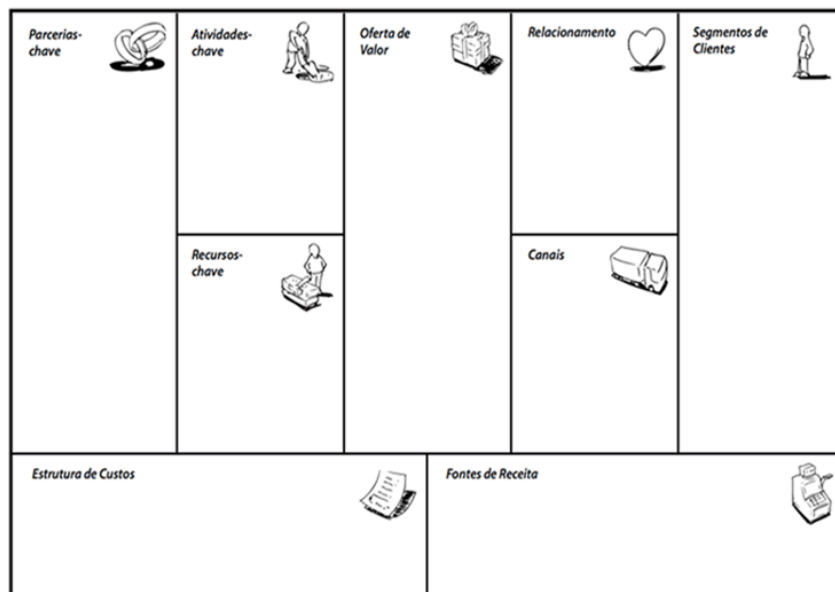 Parcerias-
chave
Atividades-
chave
Oferta de
Valor
Relacionamento
Segmentos de
Clientes
Recursos-
chave
Canais
Estrutura de Custos
Fontes de Receita